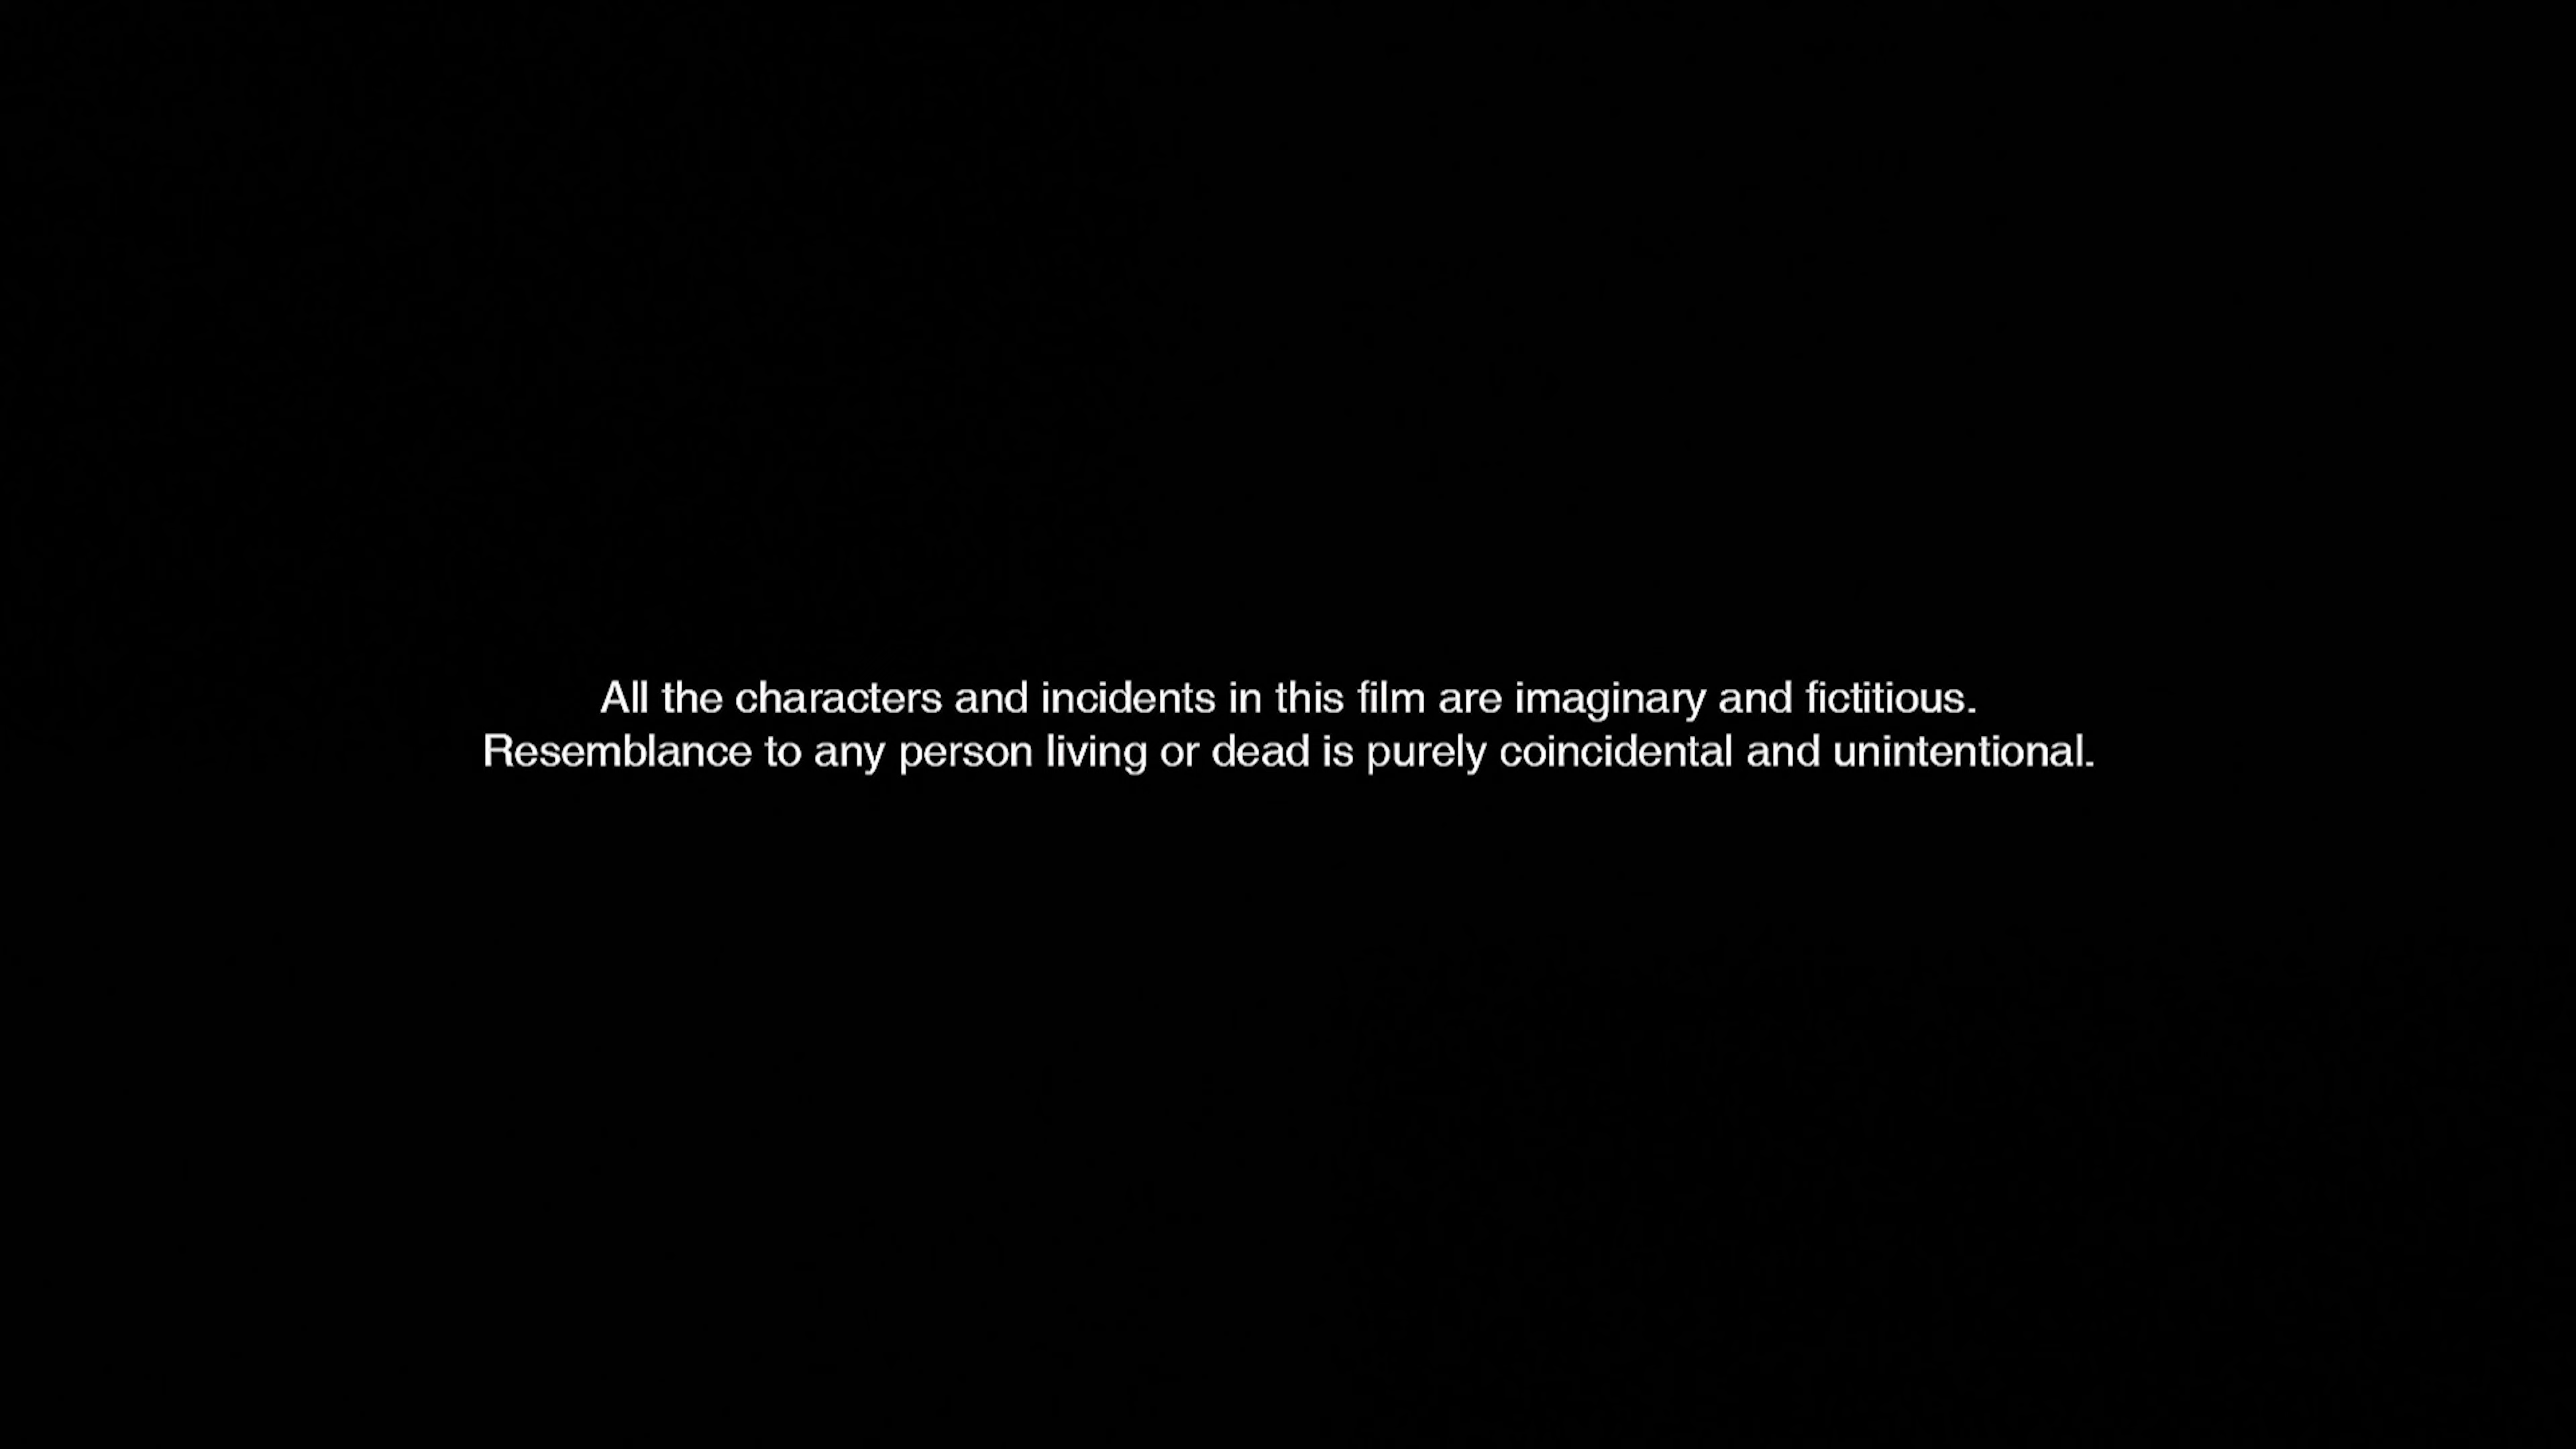 All the characters and incidents in this film are imaginary and fictitious.
Resemblance to any person living or dead is purely coincidental and unintentional.